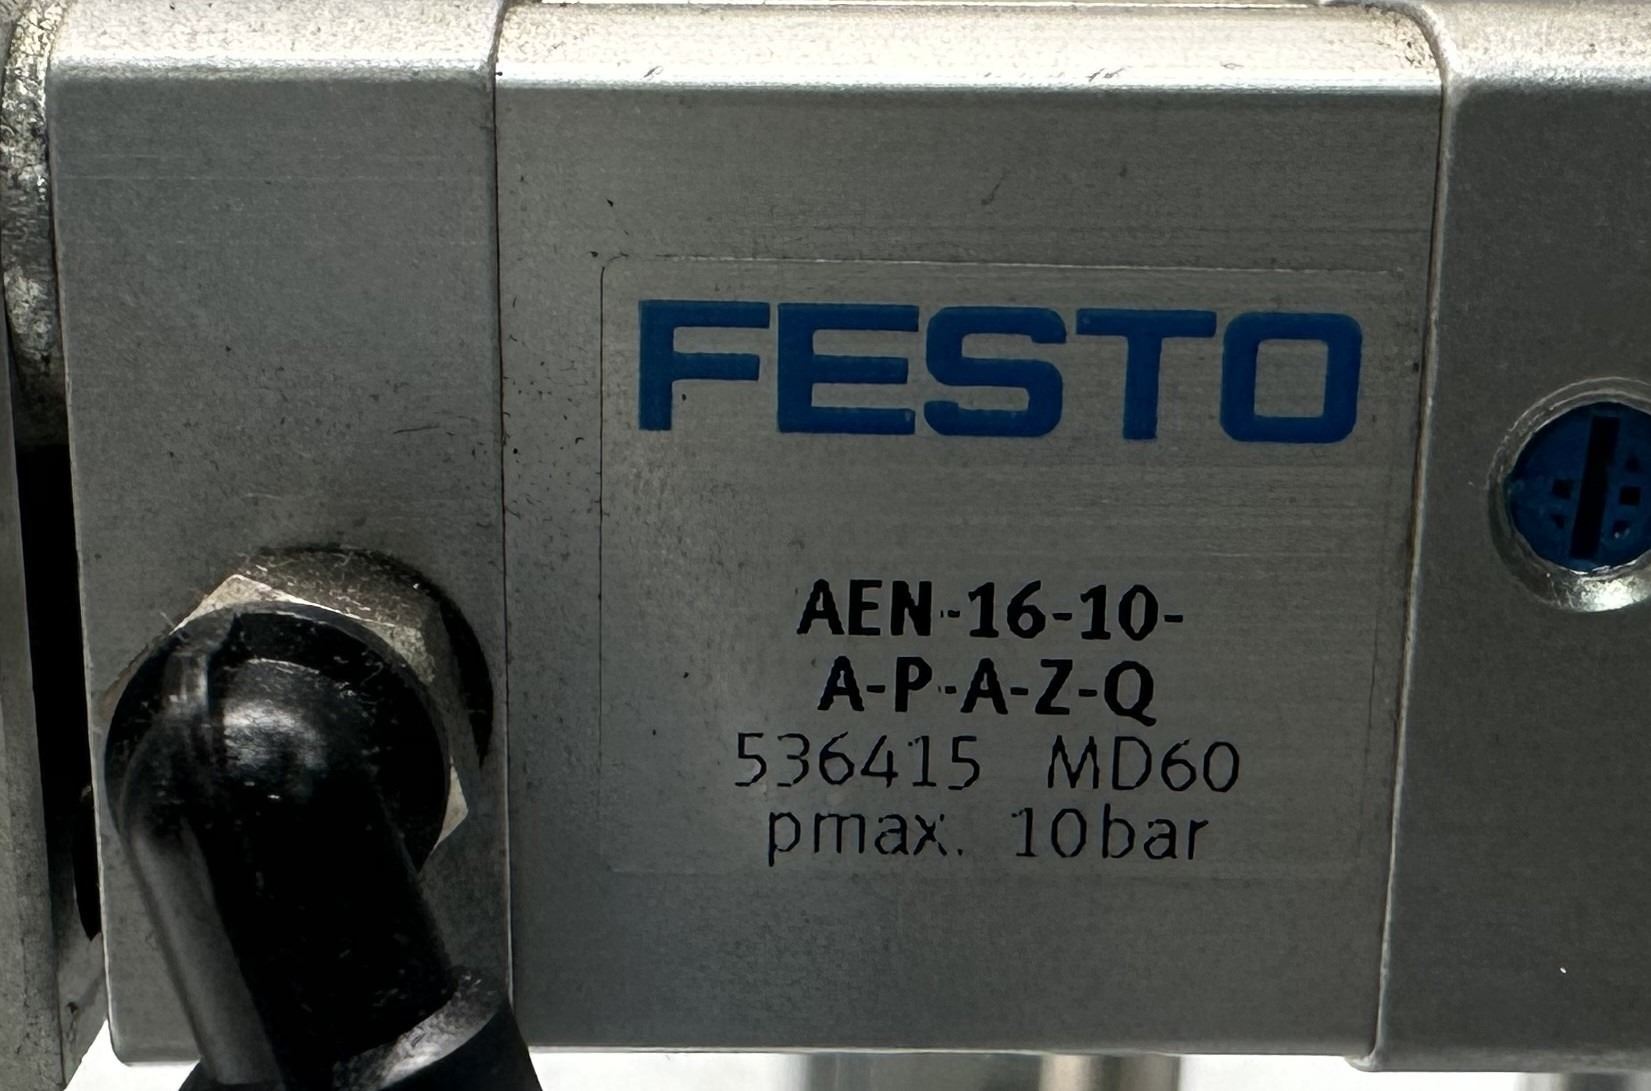 FESTO
AEN-16-10-
A-P-A-Z-Q
536415 MD60
pmax. 10bar